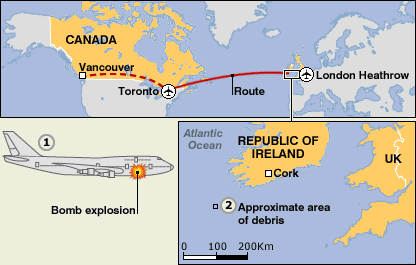 CANADA
Vancouver
Toronto
Route
London Heathrow
1
Bomb explosion
Atlantic
Ocean
REPUBLIC OF
IRELAND
UK
Cork
2 Approximate area
of debris
0 100 200Km